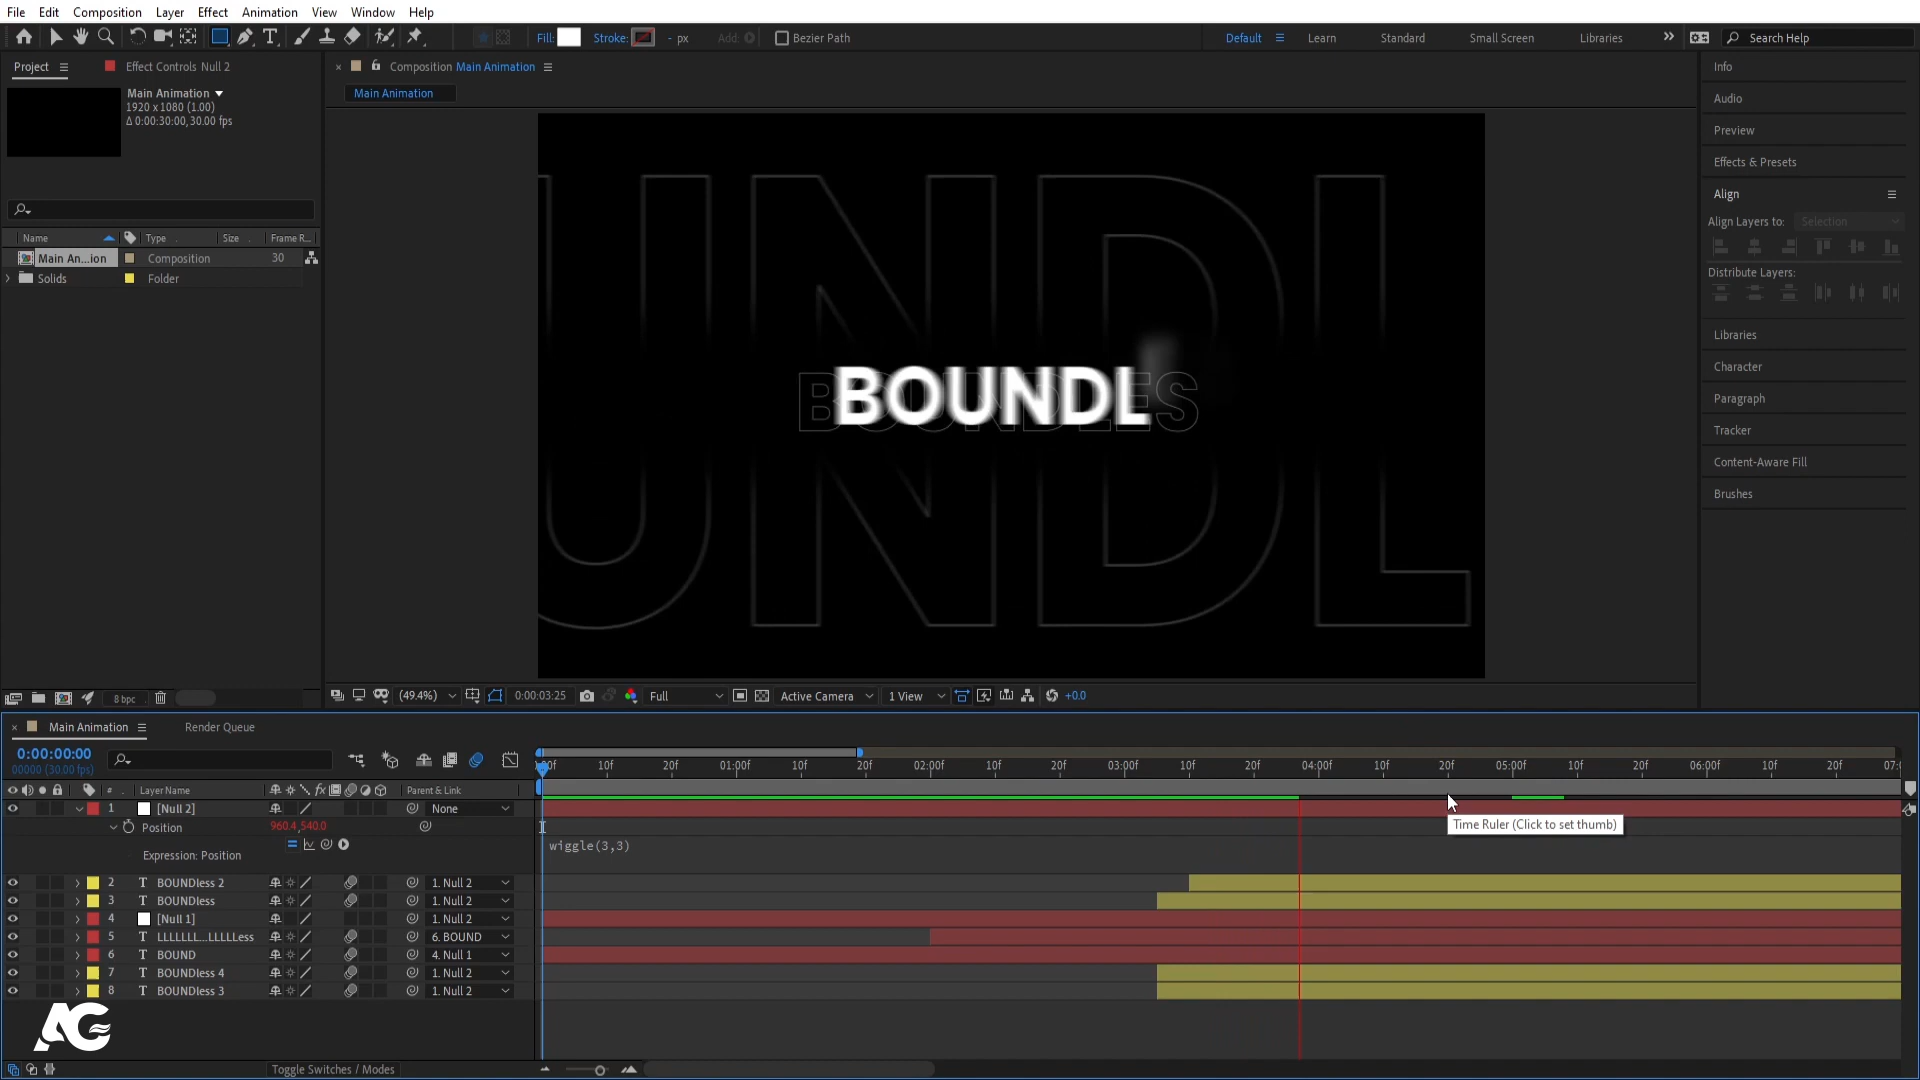 File Edit Composition Layer Effect Animation View Window Help
Fill: Stroke: - px Add: Bezier Path Default Learn Standard Small Screen Libraries Search Help
Project Effect Controls Null 2
Main Animation
1920 x 1080 (1.00)
Δ 0:00:30:00, 30.00 fps
Name Type Size Frame R...
Main An...ion Composition 30
Solids Folder
8 bpc
Composition Main Animation
Main Animation
UNDL
BOUNDLES
BOUNDL
UNDL
(49.4%) 0:00:03:25 Full Active Camera 1 View +0.0
Info
Audio
Preview
Effects & Presets
Align
Align Layers to: Selection
Distribute Layers:
Libraries
Character
Paragraph
Tracker
Content-Aware Fill
Brushes
Main Animation Render Queue
0:00:00:00
00000 (30.00 fps)
10f 20f 01:00f 10f 20f 02:00f 10f 20f 03:00f 10f 20f 04:00f 10f 20f 05:00f 10f 20f 06:00f 10f 20f 07:
# Layer Name fx Parent & Link
1 [Null 2] None
Position 960.4,540.0
Expression: Position wiggle(3,3)
Time Ruler (Click to set thumb)
2 T BOUNDless 2 1. Null 2
3 T BOUNDless 1. Null 2
4 [Null 1] 1. Null 2
5 T LLLLLLL...LLLLLess 6. BOUND
6 T BOUND 4. Null 1
7 T BOUNDless 4 1. Null 2
8 T BOUNDless 3 1. Null 2
AG
Toggle Switches / Modes